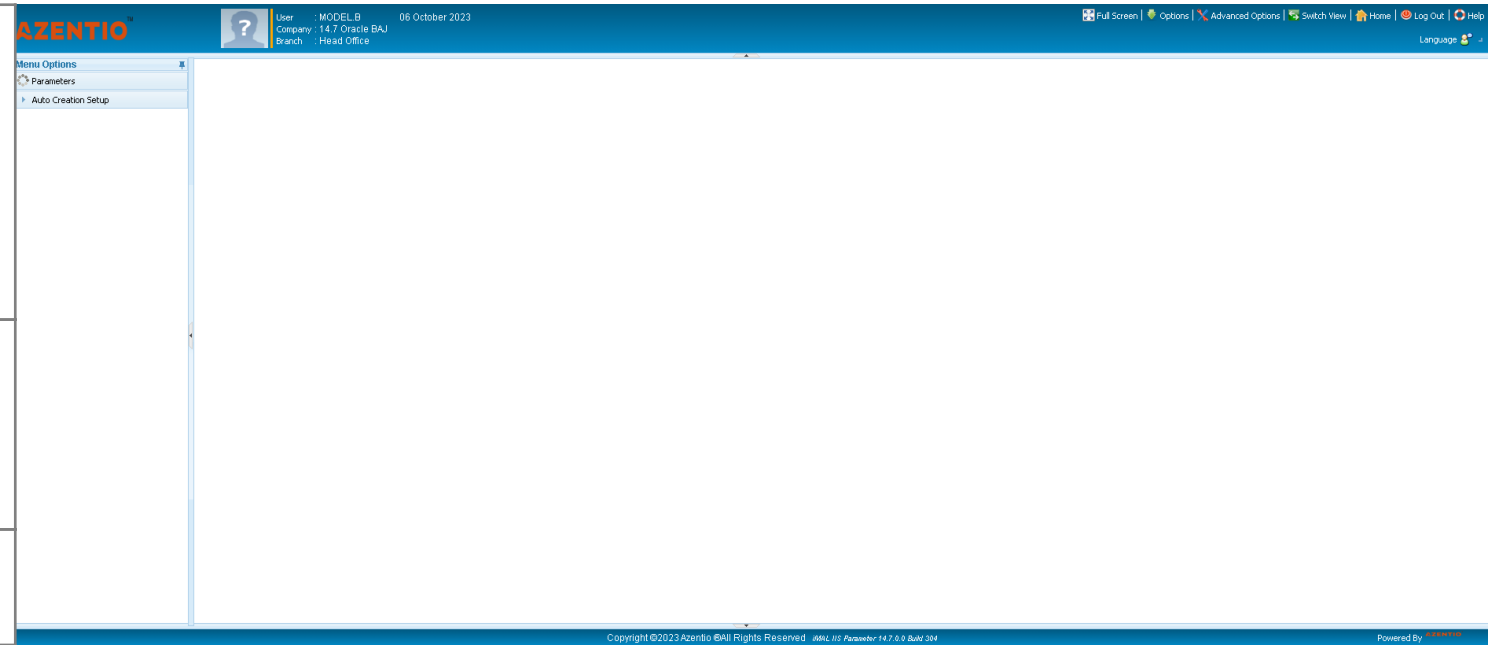 AZENTIO™
User : MODEL.B 06 October 2023
Company : 14.7 Oracle BAJ
Branch : Head Office
Full Screen | Options | Advanced Options | Switch View | Home | Log Out | Help
Language
Menu Options
Parameters
Auto Creation Setup
Copyright ©2023 Azentio ®All Rights Reserved iMAL IIS Parameter 14.7.0.0 Build 304
Powered By AZENTIO